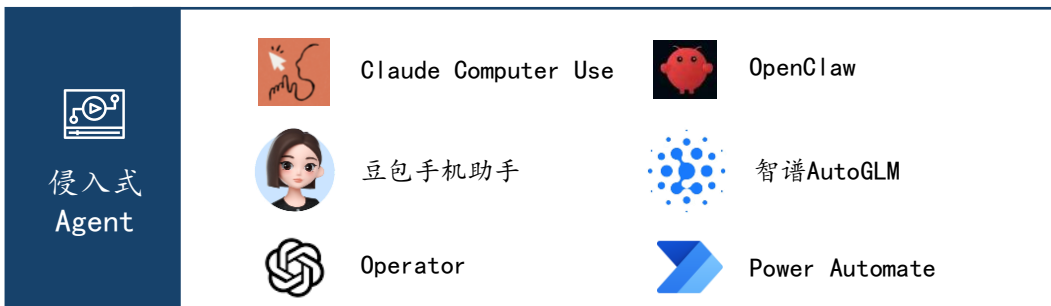 侵入式
Agent
Claude Computer Use
OpenClaw
豆包手机助手
智谱AutoGLM
Operator
Power Automate